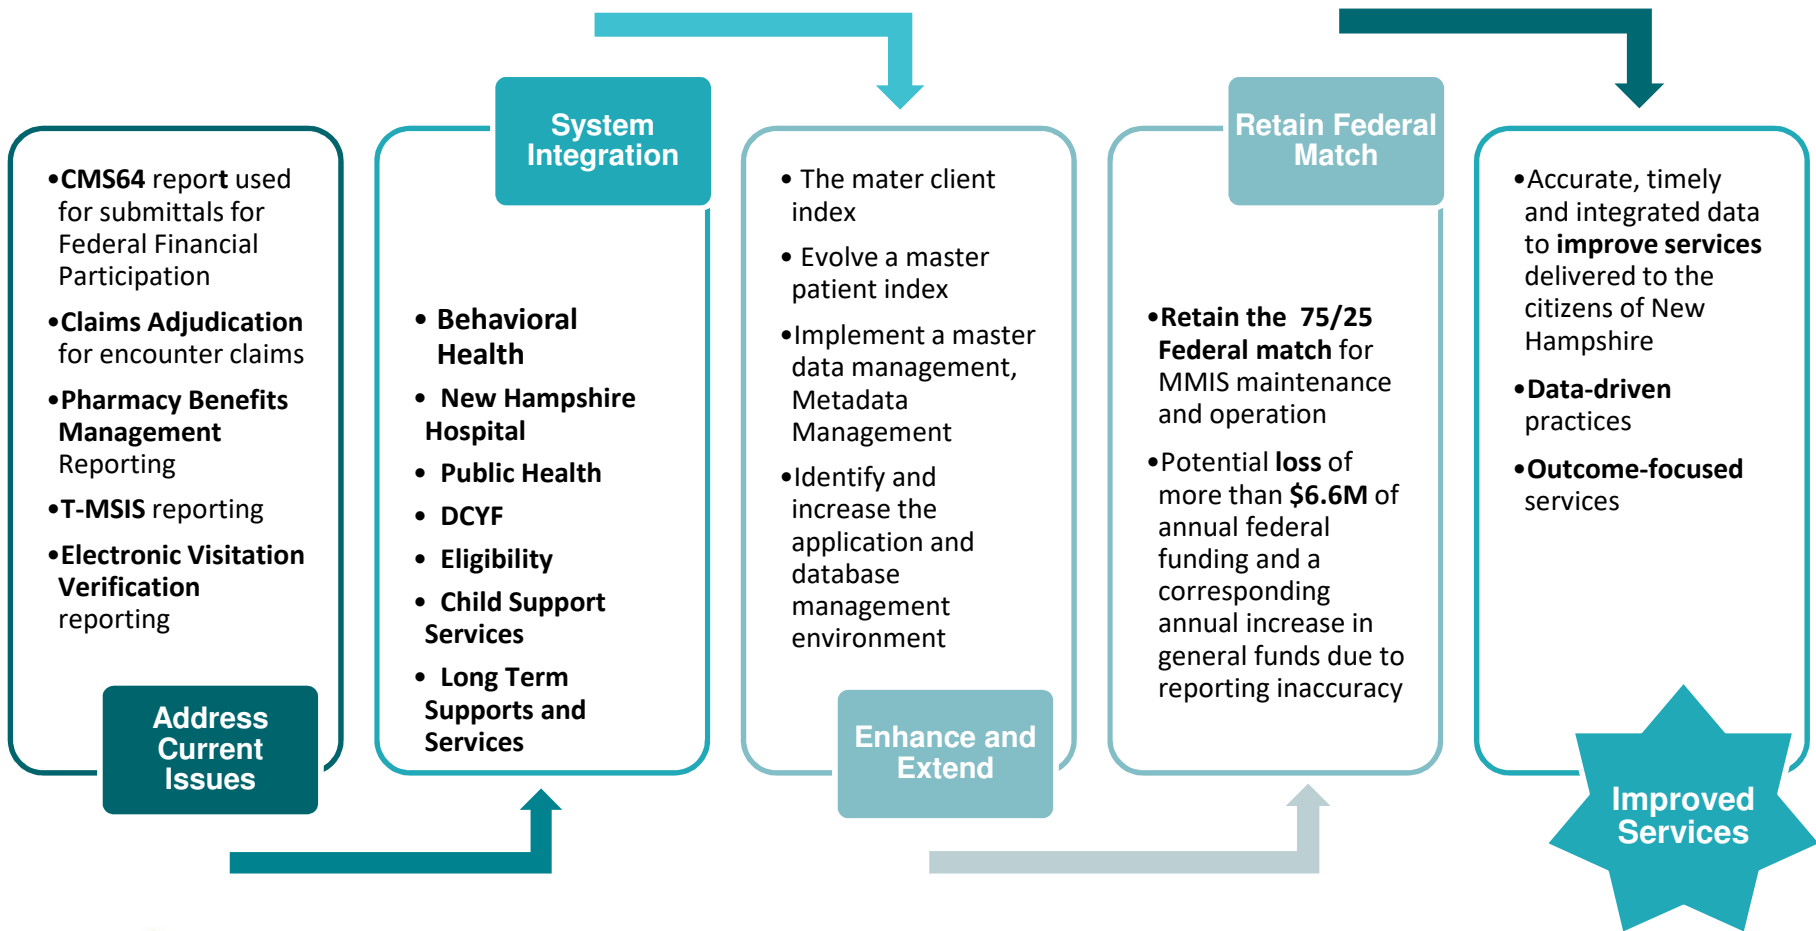 •CMS64 report used
for submittals for
Federal Financial
Participation
•Claims Adjudication
for encounter claims
•Pharmacy Benefits
Management
Reporting
•T-MSIS reporting
•Electronic Visitation
Verification
reporting
Address
Current
Issues
System
Integration
• Behavioral
Health
• New Hampshire
Hospital
• Public Health
• DCYF
• Eligibility
• Child Support
Services
• Long Term
Supports and
Services
• The mater client
index
• Evolve a master
patient index
•Implement a master
data management,
Metadata
Management
•Identify and
increase the
application and
database
management
environment
Enhance and
Extend
Retain Federal
Match
•Retain the 75/25
Federal match for
MMIS maintenance
and operation
•Potential loss of
more than $6.6M of
annual federal
funding and a
corresponding
annual increase in
general funds due to
reporting inaccuracy
•Accurate, timely
and integrated data
to improve services
delivered to the
citizens of New
Hampshire
•Data-driven
practices
•Outcome-focused
services
Improved
Services